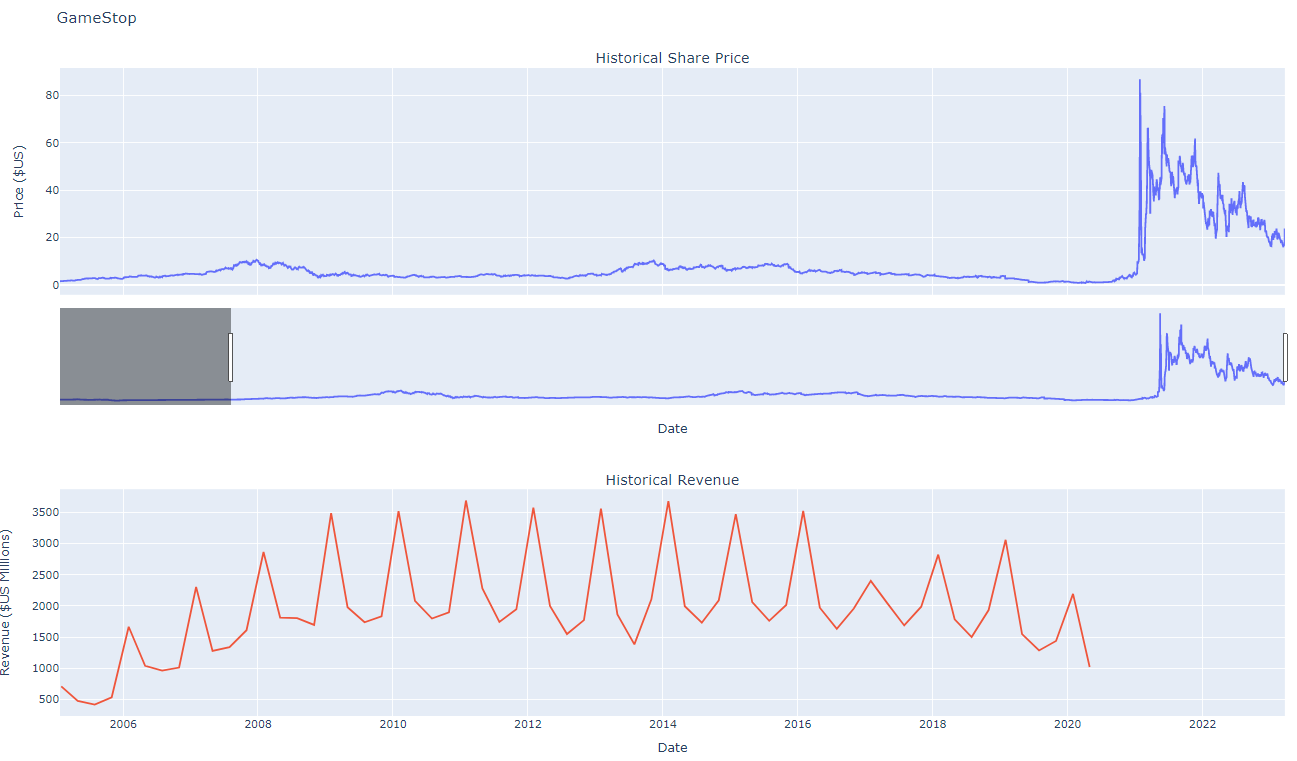 GameStop
Historical Share Price
Price ($US)
80
60
40
20
0
Date
Historical Revenue
Revenue ($US Millions)
3500
3000
2500
2000
1500
1000
500
2006 2008 2010 2012 2014 2016 2018 2020 2022
Date